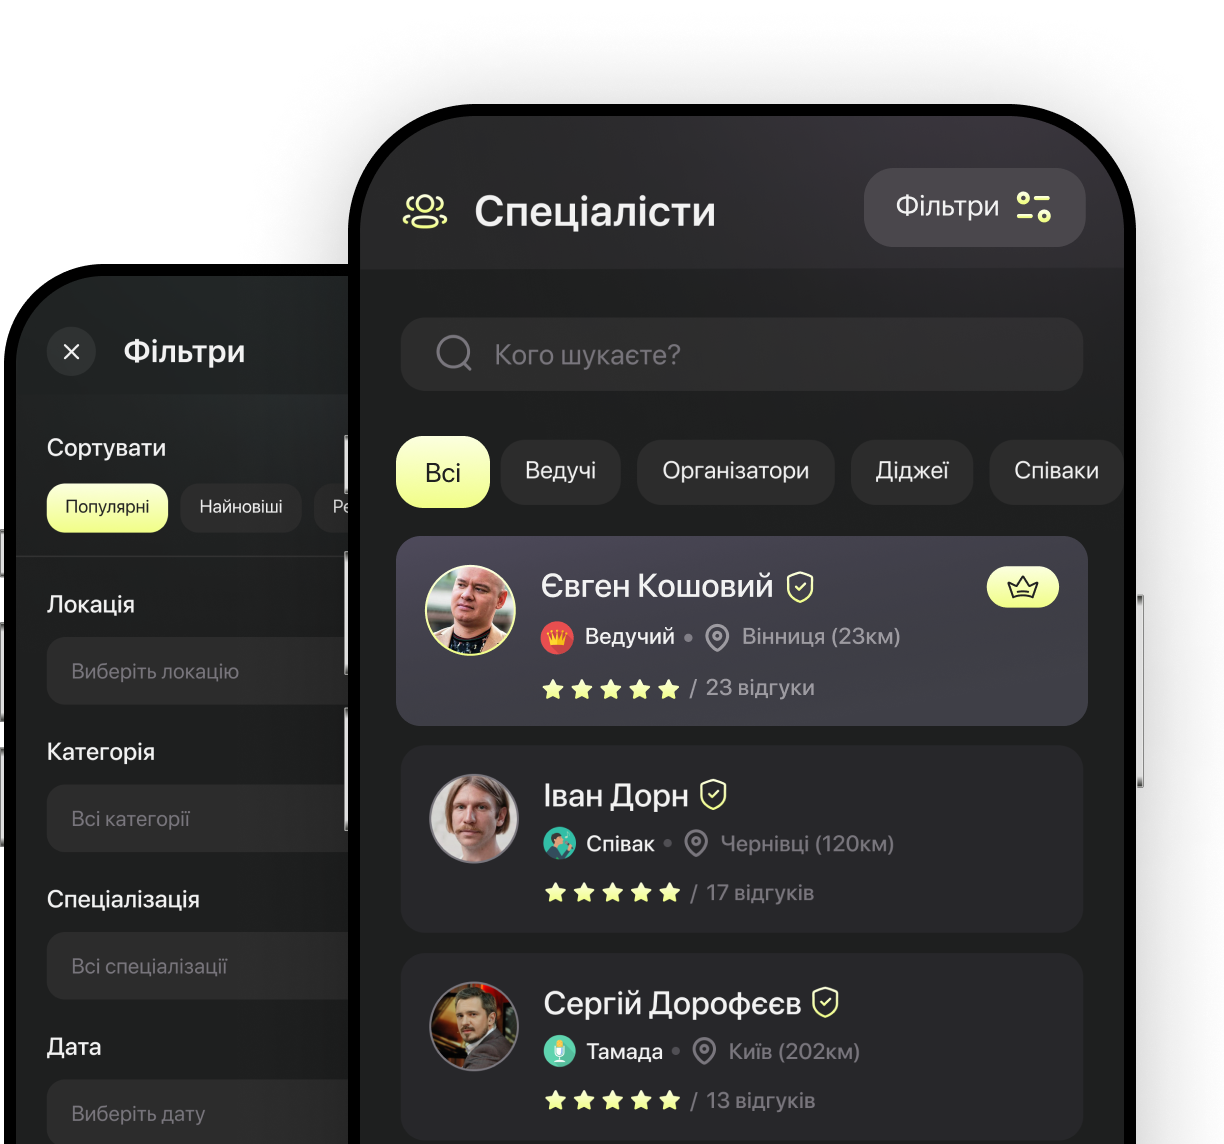 Спеціалісти
Фільтри
Кого шукаєте?
Всі
Ведучі
Організатори
Діджеї
Співаки
Євген Кошовий
Ведучий • Вінниця (23км)
/ 23 відгуки
Іван Дорн
Співак • Чернівці (120км)
/ 17 відгуків
Сергій Дорофєєв
Тамада • Київ (202км)
/ 13 відгуків
Фільтри
Сортувати
Популярні
Найновіші
Локація
Виберіть локацію
Категорія
Всі категорії
Спеціалізація
Всі спеціалізації
Дата
Виберіть дату